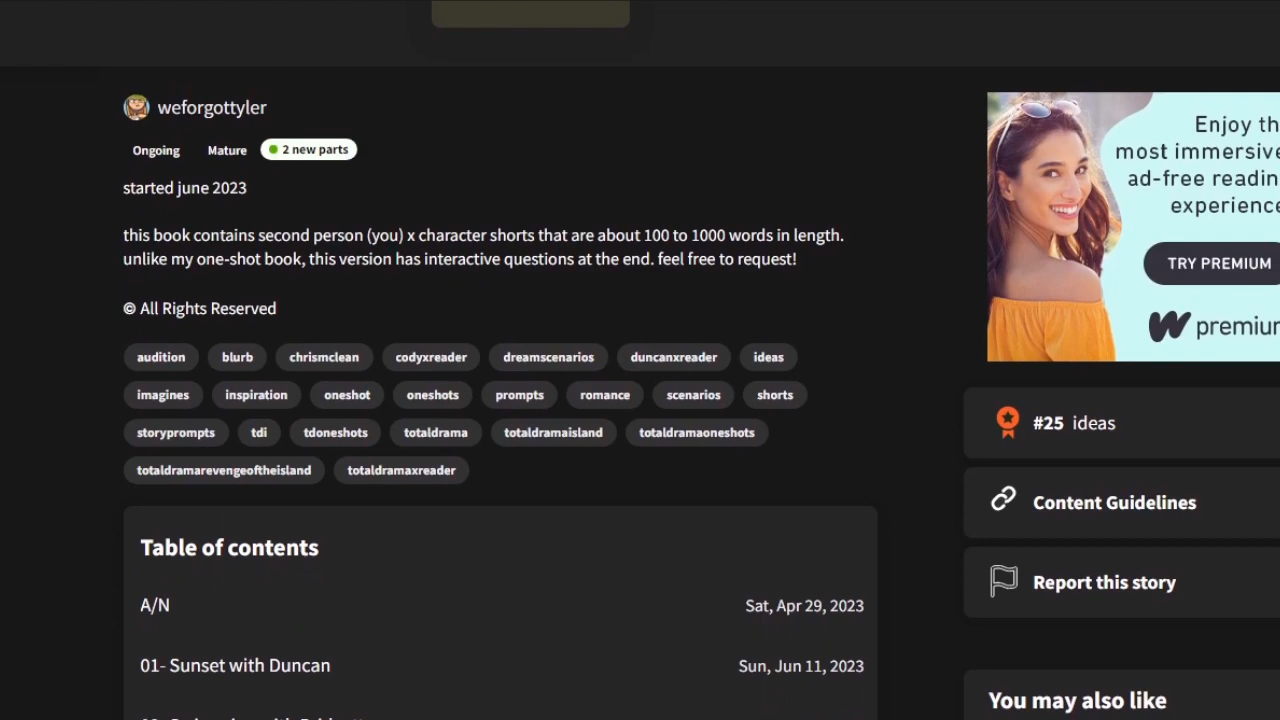 weforgottyler
Ongoing Mature 2 new parts
started june 2023
this book contains second person (you) x character shorts that are about 100 to 1000 words in length.
unlike my one-shot book, this version has interactive questions at the end. feel free to request!
© All Rights Reserved
audition blurb chrismclean codyxreader dreamscenarios duncanxreader ideas
imagines inspiration oneshot oneshots prompts romance scenarios shorts
storyprompts tdi tdoneshots totaldrama totaldramaisland totaldramaoneshots
totaldramarevengeoftheisland totaldramaxreader
Table of contents
A/N Sat, Apr 29, 2023
01- Sunset with Duncan Sun, Jun 11, 2023
Enjoy th
most immersive
ad-free readin
experience
TRY PREMIUM
premium
#25 ideas
Content Guidelines
Report this story
You may also like